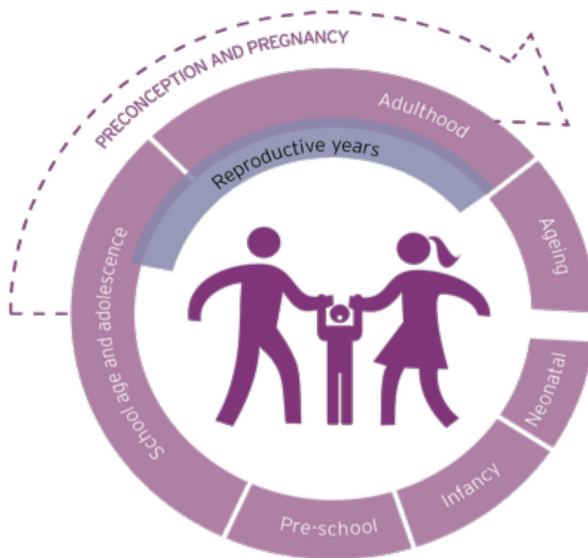 PRECONCEPTION AND PREGNANCY
Adulthood
Reproductive years
Ageing
School age and adolescence
Neonatal
Infancy
Pre-school